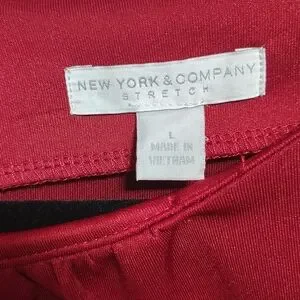 NEW YORK & COMPANY
STRETCH
L
MADE IN
VIETNAM